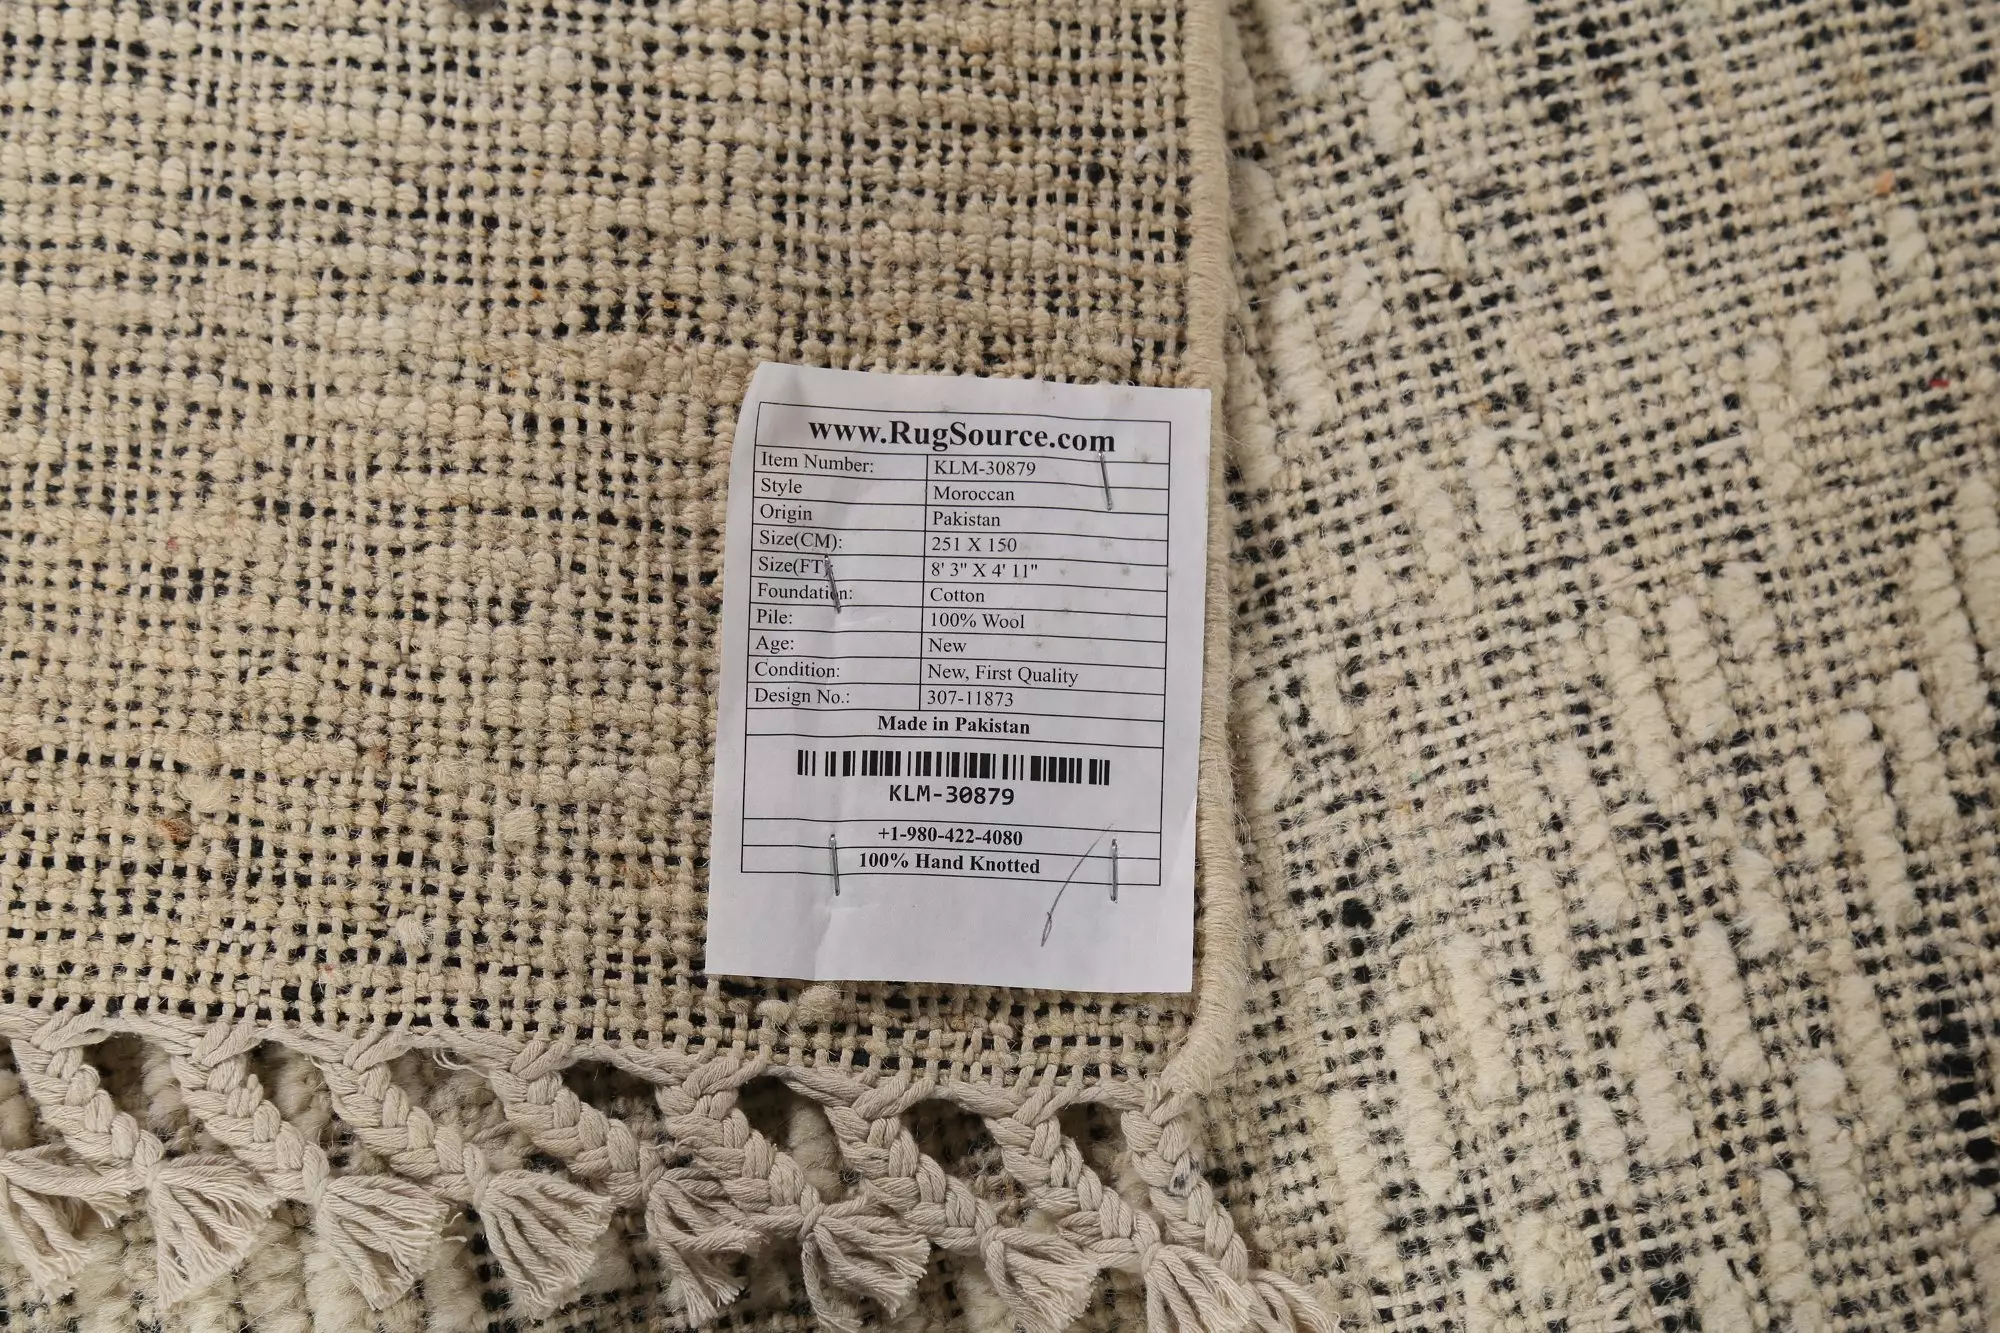 www.RugSource.com
Item Number: KLM-30879
Style Moroccan
Origin Pakistan
Size(CM): 251 X 150
Size(FT): 8' 3" X 4' 11"
Foundation: Cotton
Pile: 100% Wool
Age: New
Condition: New, First Quality
Design No.: 307-11873
Made in Pakistan
KLM-30879
+1-980-422-4080
100% Hand Knotted